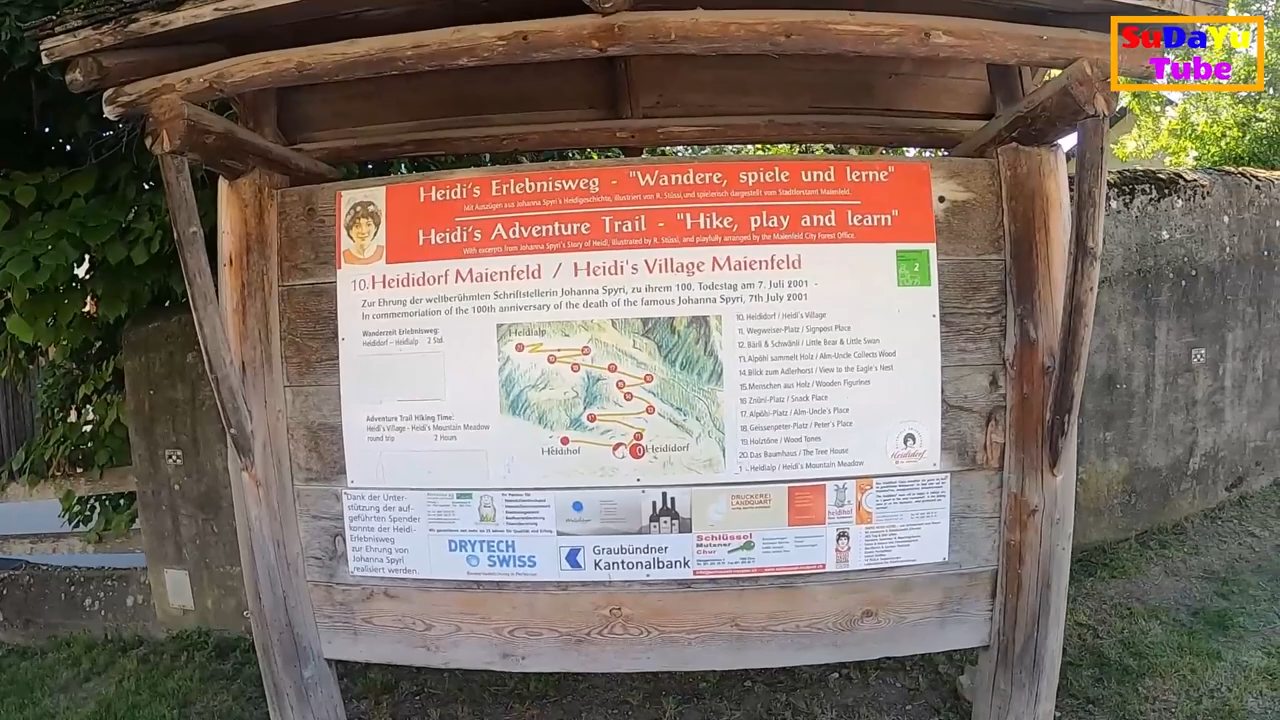 SuDaYu
Tube
Heidi's Erlebnisweg - "Wandere, spiele und lerne"
Mit Auszügen aus Johanna Spyri's Heidigeschichte, illustriert von R. Stüssi und spielerisch dargestellt vom Stadtforstamt Maienfeld.
Heidi's Adventure Trail - "Hike, play and learn"
With excerpts from Johanna Spyri's Story of Heidi, illustrated by R. Stüssi, and playfully arranged by the Maienfeld City Forest Office.
10. Heididorf Maienfeld / Heidi's Village Maienfeld
Zur Ehrung der weltberühmten Schriftstellerin Johanna Spyri, zu ihrem 100. Todestag am 7. Juli 2001 -
In commemoration of the 100th anniversary of the death of the famous Johanna Spyri, 7th July 2001
Wanderzeit Erlebnisweg:
Heididorf - Heidialp 2 Std.
Adventure Trail Hiking Time:
Heidi's Village - Heidi's Mountain Meadow
round trip 2 Hours
Heidialp
Heidihof
Heididorf
10. Heididorf / Heidi's Village
11. Wegweiser-Platz / Signpost Place
12. Bärli & Schwänli / Little Bear & Little Swan
13. Alpöhi sammelt Holz / Alm-Uncle Collects Wood
14. Blick zum Adlerhorst / View to the Eagle's Nest
15. Menschen aus Holz / Wooden Figurines
16 Znüni-Platz / Snack Place
17. Alpöhi-Platz / Alm-Uncle's Place
18. Geissenpeter-Platz / Peter's Place
19. Holztöne / Wood Tones
20. Das Baumhaus / The Tree House
Heidialp / Heidi's Mountain Meadow
Heididorf
Dank der Unter-
stützung der auf-
geführten Spender
konnte der Heidi-
Erlebnisweg
zur Ehrung von
Johanna Spyri
realisiert werden.
DRYTECH
SWISS
Graubündner
Kantonalbank
DRUCKEREI
LANDQUART
Schlüssel
Mutzner
Chur
heidihof